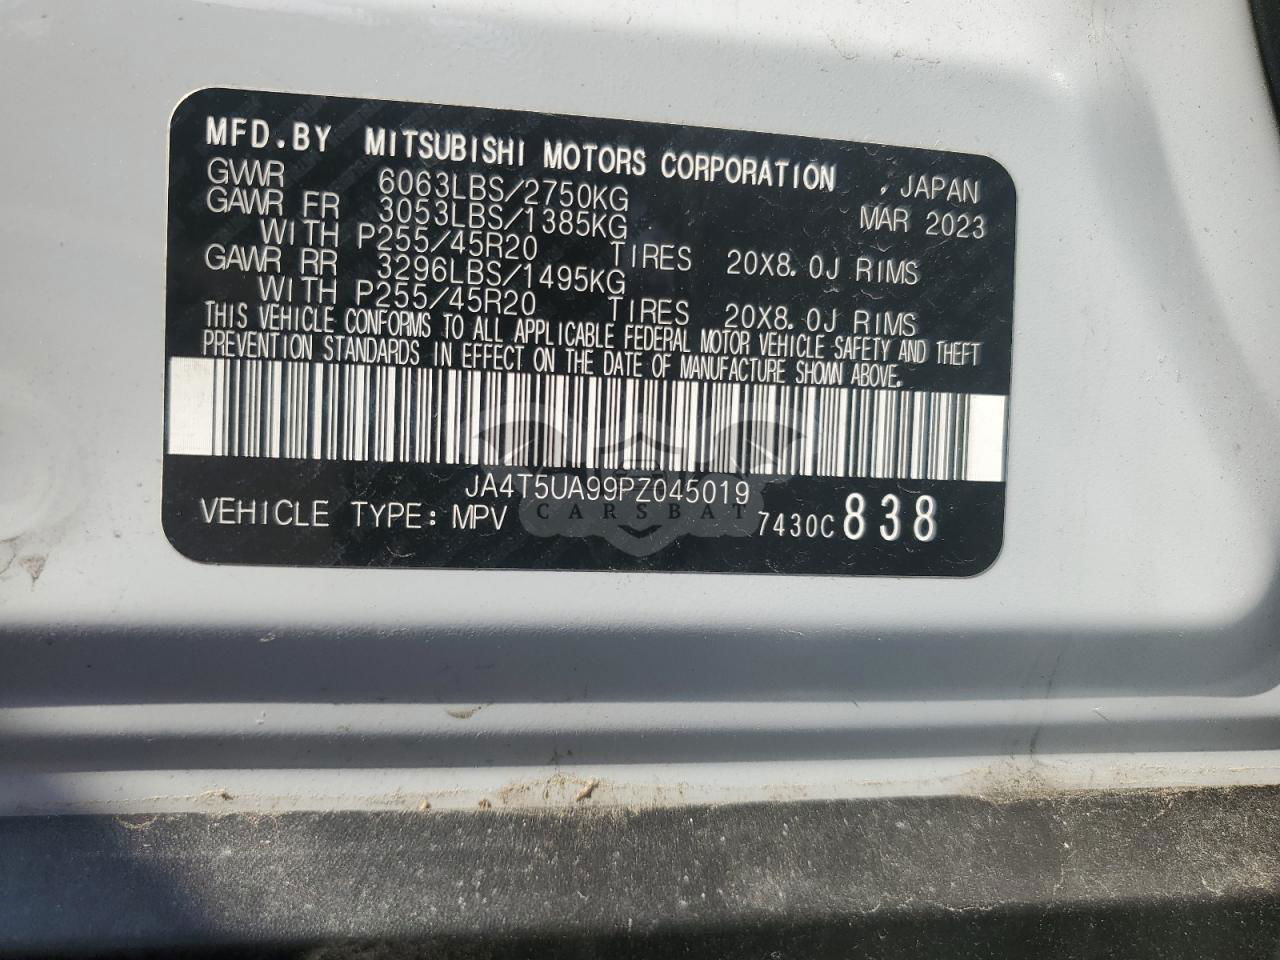 MFD.BY MITSUBISHI MOTORS CORPORATION , JAPAN
GVWR 6063LBS/2750KG MAR 2023
GAWR FR 3053LBS/1385KG
WITH P255/45R20 TIRES 20X8.0J RIMS
GAWR RR 3296LBS/1495KG
WITH P255/45R20 TIRES 20X8.0J RIMS
THIS VEHICLE CONFORMS TO ALL APPLICABLE FEDERAL MOTOR VEHICLE SAFETY AND THEFT
PREVENTION STANDARDS IN EFFECT ON THE DATE OF MANUFACTURE SHOWN ABOVE.
JA4T5UA99PZ045019
CARSBAT
VEHICLE TYPE: MPV 7430C 838